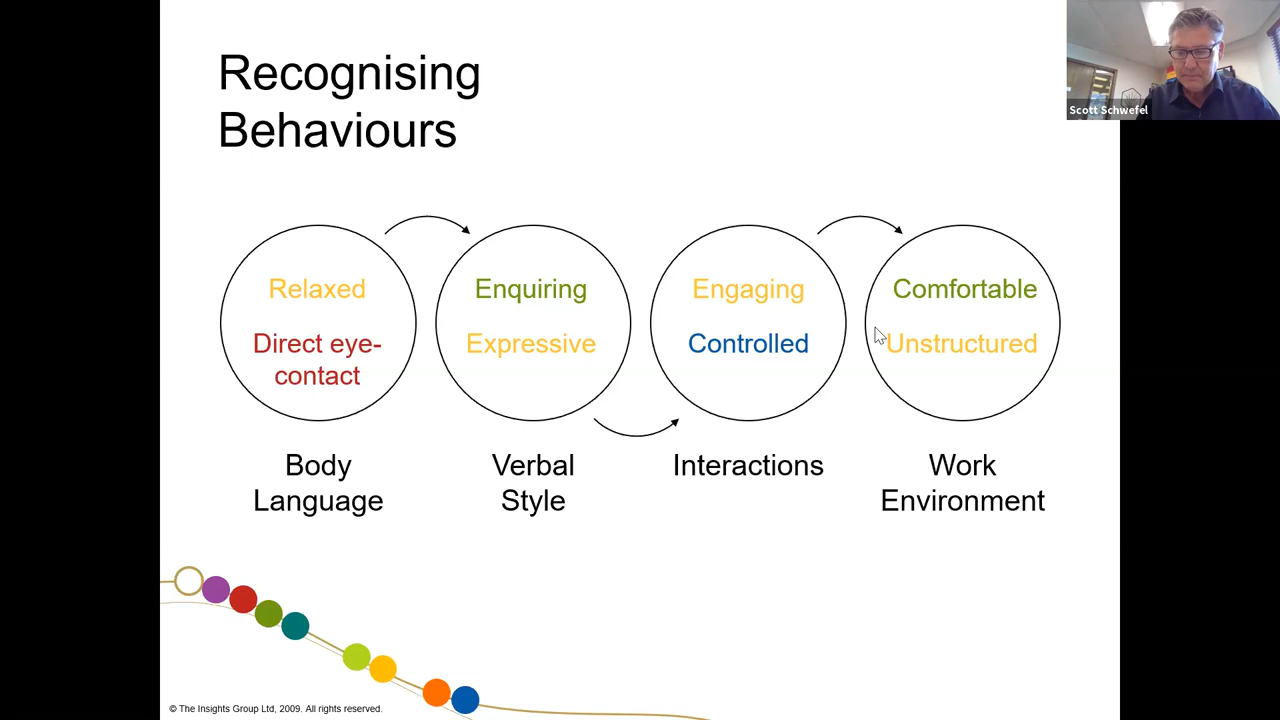 Recognising
Behaviours
Scott Schwefel
Relaxed
Direct eye-
contact
Enquiring
Expressive
Engaging
Controlled
Comfortable
Unstructured
Body
Language
Verbal
Style
Interactions
Work
Environment
© The Insights Group Ltd, 2009. All rights reserved.